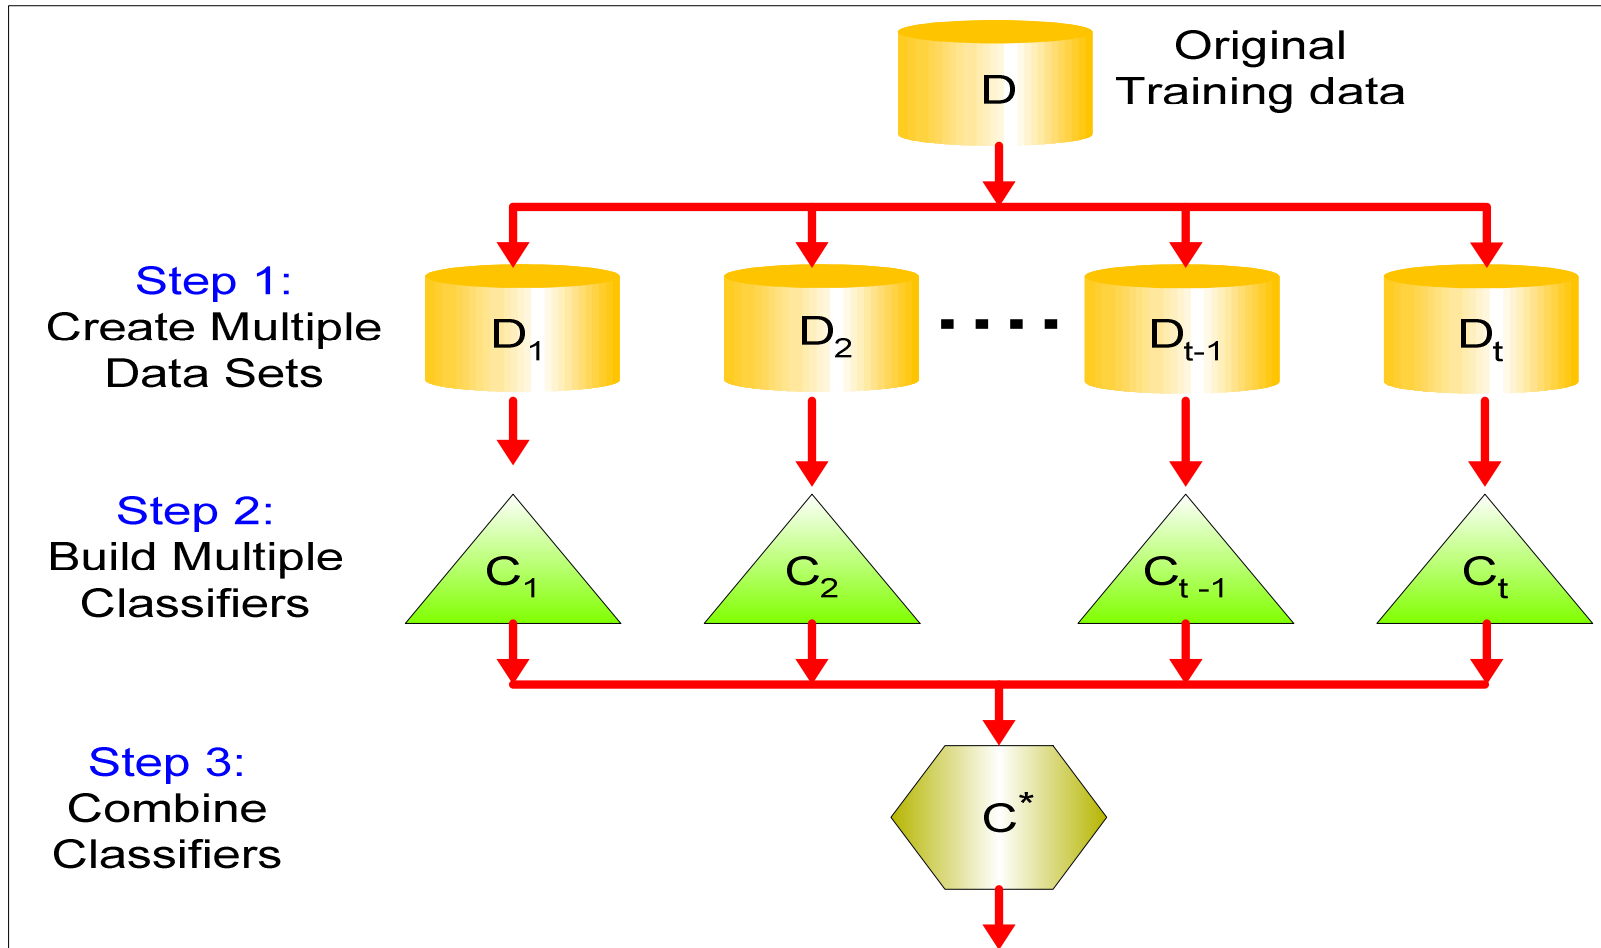 Original
Training data
D
Step 1:
Create Multiple
Data Sets
D1
D2
....
Dt-1
Dt
Step 2:
Build Multiple
Classifiers
C1
C2
Ct -1
Ct
Step 3:
Combine
Classifiers
C*